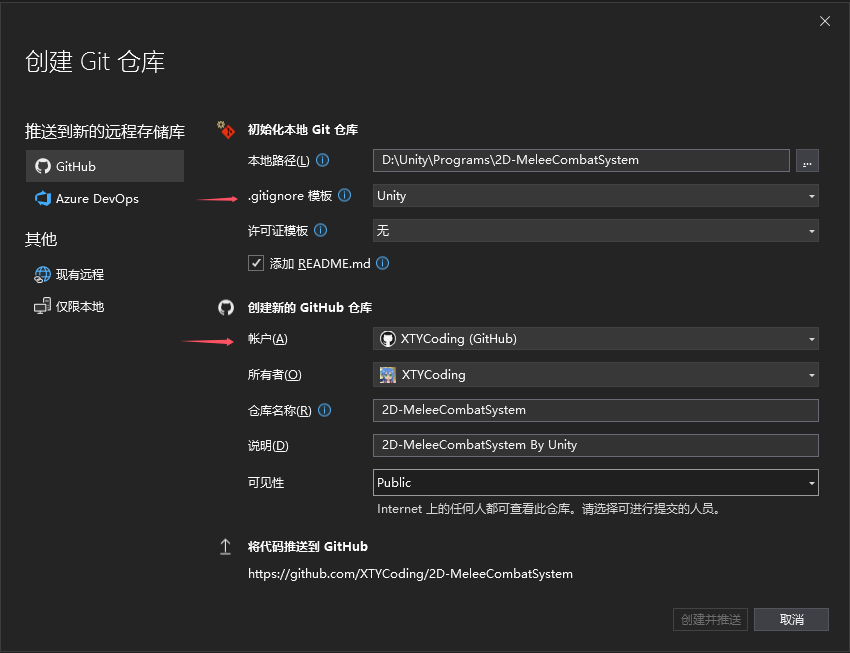 创建 Git 仓库
推送到新的远程存储库
GitHub
Azure DevOps
其他
现有远程
仅限本地
初始化本地 Git 仓库
本地路径(L) D:\Unity\Programs\2D-MeleeCombatSystem ...
.gitignore 模板 Unity
许可证模板 无
添加 README.md
创建新的 GitHub 仓库
帐户(A) XTYCoding (GitHub)
所有者(O) XTYCoding
仓库名称(R) 2D-MeleeCombatSystem
说明(D) 2D-MeleeCombatSystem By Unity
可见性 Public
Internet 上的任何人都可查看此仓库。请选择可进行提交的人员。
将代码推送到 GitHub
https://github.com/XTYCoding/2D-MeleeCombatSystem
创建并推送 取消